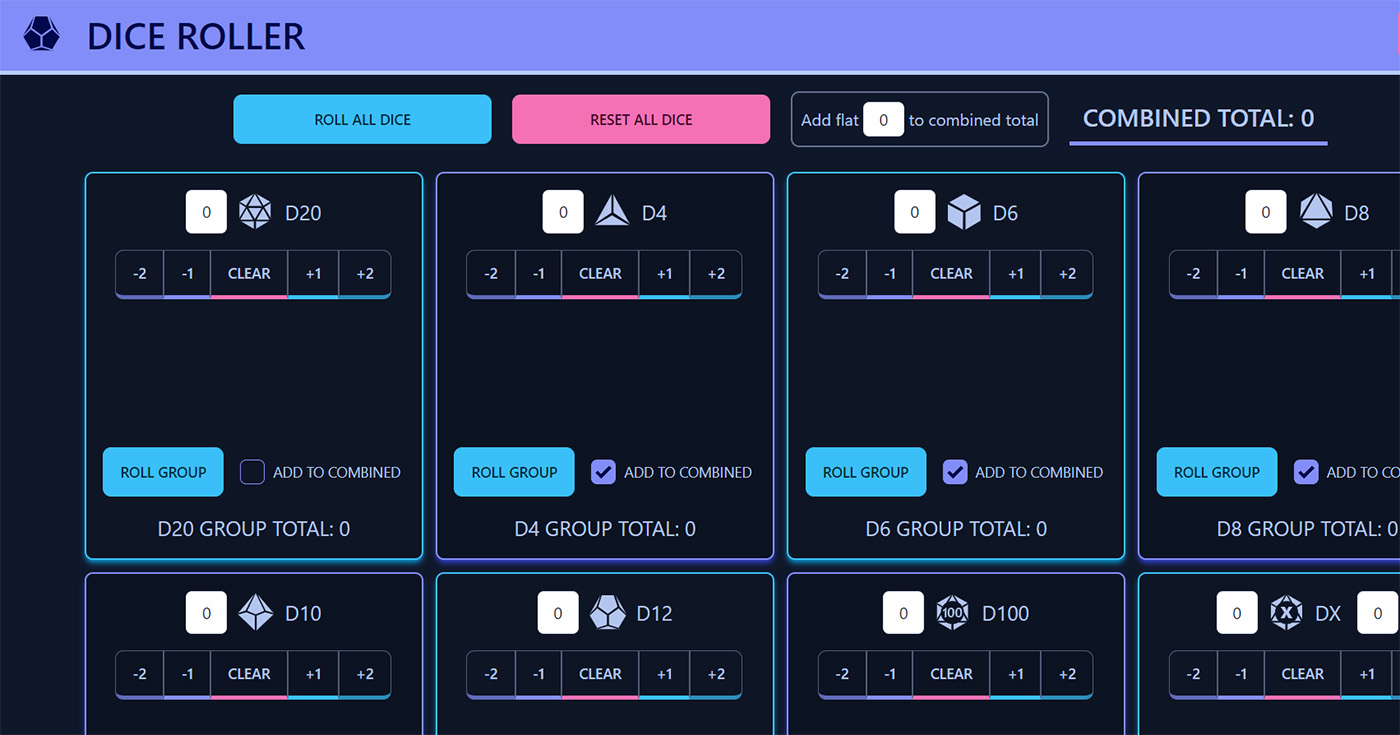 DICE ROLLER
ROLL ALL DICE
RESET ALL DICE
Add flat 0 to combined total
COMBINED TOTAL: 0
0 D20
-2 -1 CLEAR +1 +2
ROLL GROUP ADD TO COMBINED
D20 GROUP TOTAL: 0
0 D4
-2 -1 CLEAR +1 +2
ROLL GROUP ADD TO COMBINED
D4 GROUP TOTAL: 0
0 D6
-2 -1 CLEAR +1 +2
ROLL GROUP ADD TO COMBINED
D6 GROUP TOTAL: 0
0 D8
-2 -1 CLEAR +1
ROLL GROUP ADD TO CO
D8 GROUP TOTAL: 0
0 D10
-2 -1 CLEAR +1 +2
0 D12
-2 -1 CLEAR +1 +2
0 100 D100
-2 -1 CLEAR +1 +2
0 X DX 0
-2 -1 CLEAR +1